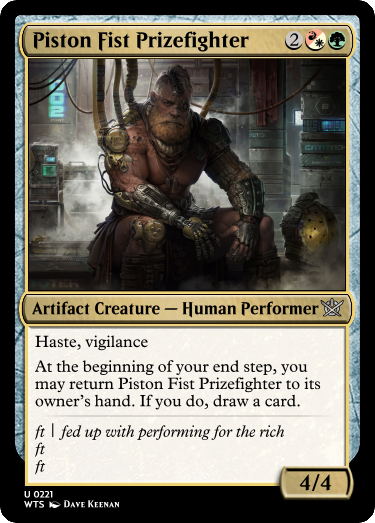 Piston Fist Prizefighter 2
Artifact Creature — Human Performer
Haste, vigilance
At the beginning of your end step, you
may return Piston Fist Prizefighter to its
owner's hand. If you do, draw a card.
ft | fed up with performing for the rich
ft
ft
4/4
U 0221
WTS DAVE KEENAN